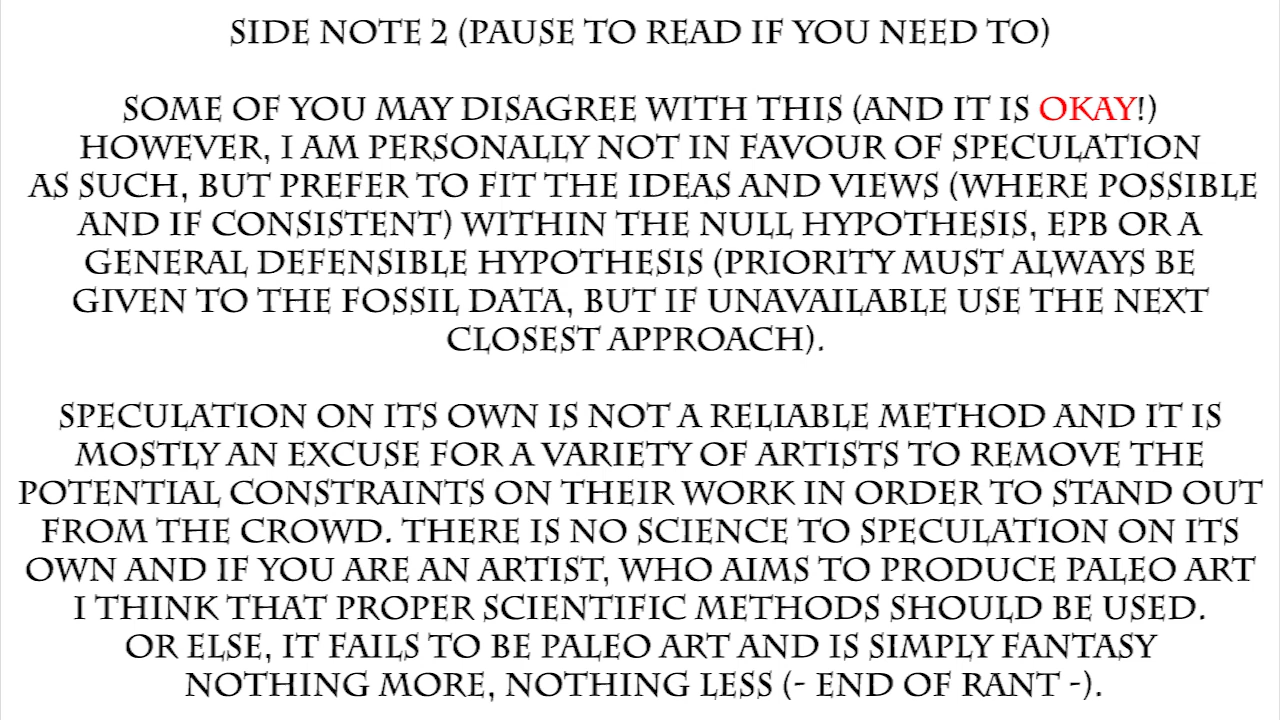 SIDE NOTE 2 (PAUSE TO READ IF YOU NEED TO)
SOME OF YOU MAY DISAGREE WITH THIS (AND IT IS OKAY!)
HOWEVER, I AM PERSONALLY NOT IN FAVOUR OF SPECULATION
AS SUCH, BUT PREFER TO FIT THE IDEAS AND VIEWS (WHERE POSSIBLE
AND IF CONSISTENT) WITHIN THE NULL HYPOTHESIS, EPB OR A
GENERAL DEFENSIBLE HYPOTHESIS (PRIORITY MUST ALWAYS BE
GIVEN TO THE FOSSIL DATA, BUT IF UNAVAILABLE USE THE NEXT
CLOSEST APPROACH).
SPECULATION ON ITS OWN IS NOT A RELIABLE METHOD AND IT IS
MOSTLY AN EXCUSE FOR A VARIETY OF ARTISTS TO REMOVE THE
POTENTIAL CONSTRAINTS ON THEIR WORK IN ORDER TO STAND OUT
FROM THE CROWD. THERE IS NO SCIENCE TO SPECULATION ON ITS
OWN AND IF YOU ARE AN ARTIST, WHO AIMS TO PRODUCE PALEO ART
I THINK THAT PROPER SCIENTIFIC METHODS SHOULD BE USED.
OR ELSE, IT FAILS TO BE PALEO ART AND IS SIMPLY FANTASY
NOTHING MORE, NOTHING LESS (- END OF RANT -).